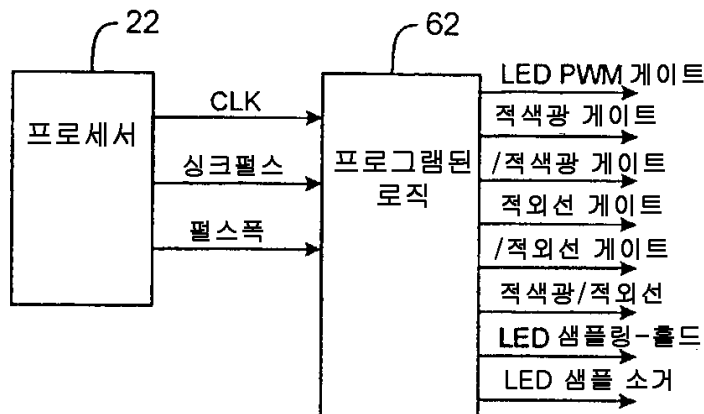 22
62
프로세서
CLK
싱크펄스
펄스폭
프로그램된
로직
LED PWM 게이트
적색광 게이트
/적색광 게이트
적외선 게이트
/적외선 게이트
적색광/적외선
LED 샘플링-홀드
LED 샘플 소거